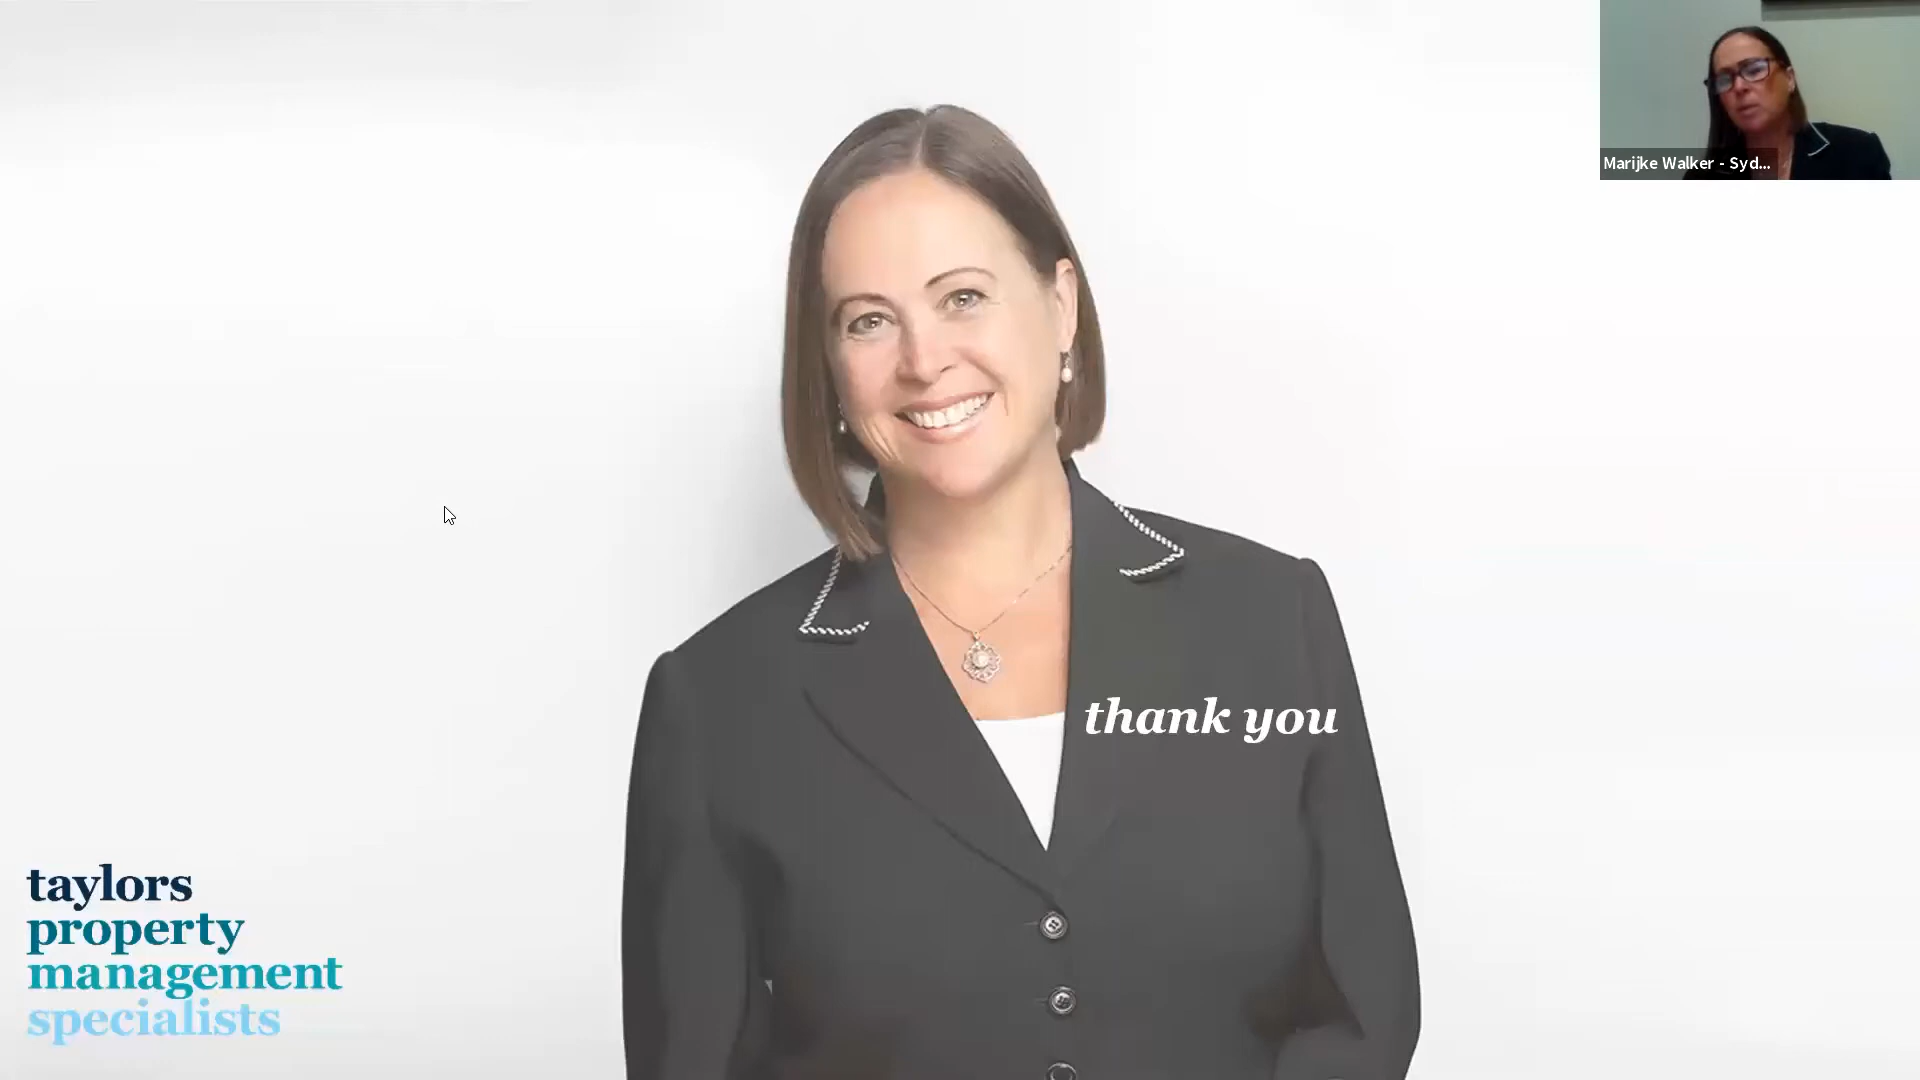 Marijke Walker - Syd...
thank you
taylors
property
management
specialists